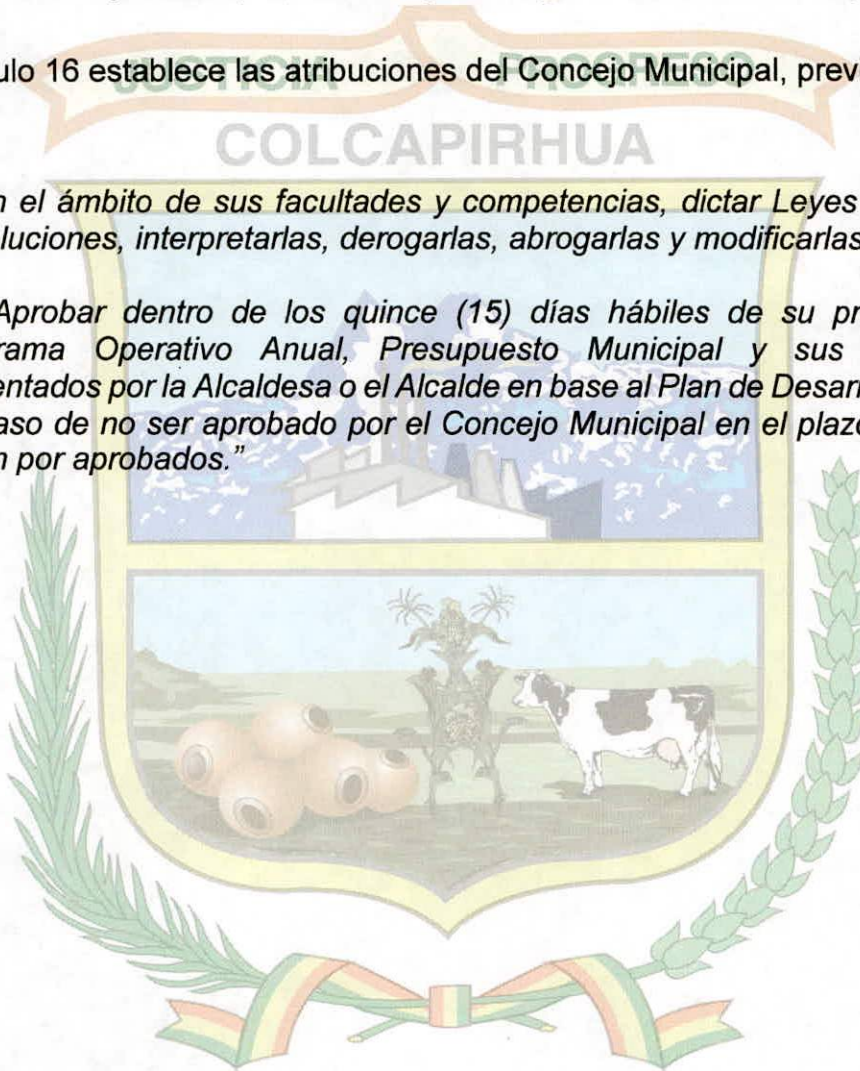 ulo 16 establece las atribuciones del Concejo Municipal, prev
JUSTICIA PROGRESO
COLCAPIRHUA
n el ámbito de sus facultades y competencias, dictar Leyes
luciones, interpretarlas, derogarlas, abrogarlas y modificarlas
Aprobar dentro de los quince (15) días hábiles de su pr
rama Operativo Anual, Presupuesto Municipal y sus
entados por la Alcaldesa o el Alcalde en base al Plan de Desarr
aso de no ser aprobado por el Concejo Municipal en el plazo
n por aprobados."